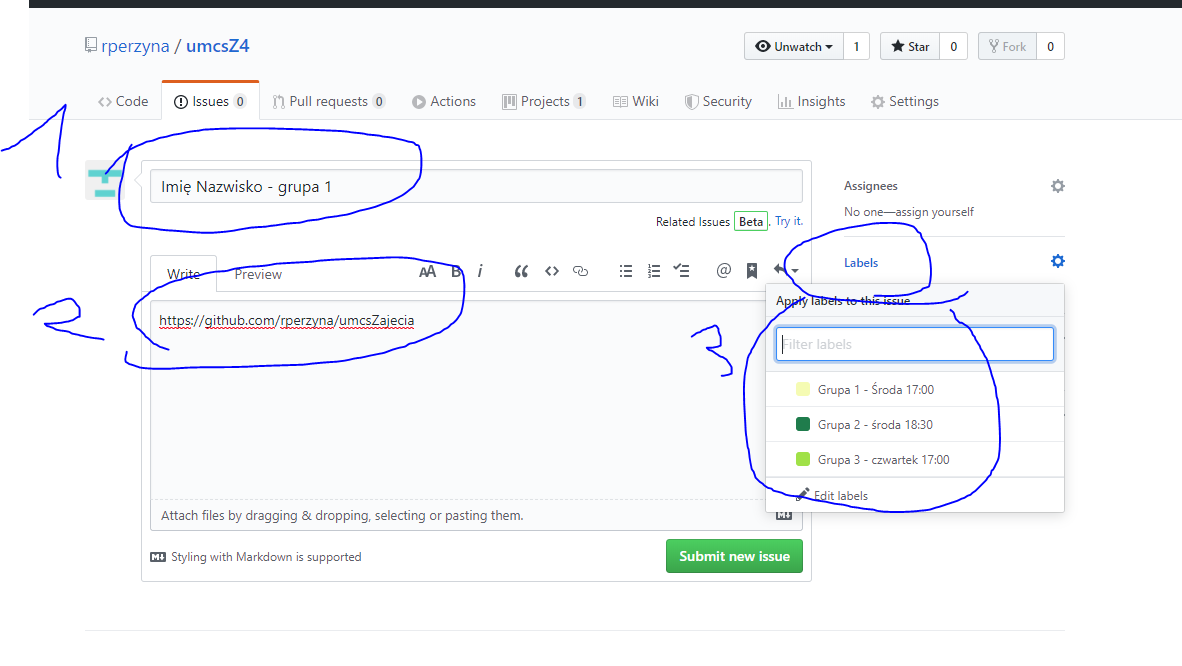 rperzyna / umcsZ4
Unwatch 1 Star 0 Fork 0
Code Issues 0 Pull requests 0 Actions Projects 1 Wiki Security Insights Settings
1
Imię Nazwisko - grupa 1
Related Issues Beta . Try it.
Assignees
No one—assign yourself
Write Preview AA B i @
Labels
2
https://github.com/rperzyna/umcsZajecia
3
Apply labels to this issue
Filter labels
Grupa 1 - Środa 17:00
Grupa 2 - środa 18:30
Grupa 3 - czwartek 17:00
Edit labels
Attach files by dragging & dropping, selecting or pasting them.
Styling with Markdown is supported
Submit new issue